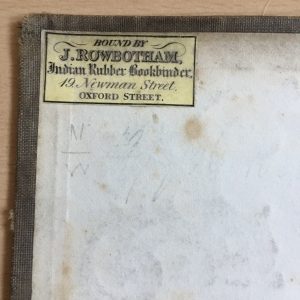 BOUND BY
J. ROWBOTHAM,
Indian Rubber Bookbinder,
19. Newman Street.
OXFORD STREET.
N